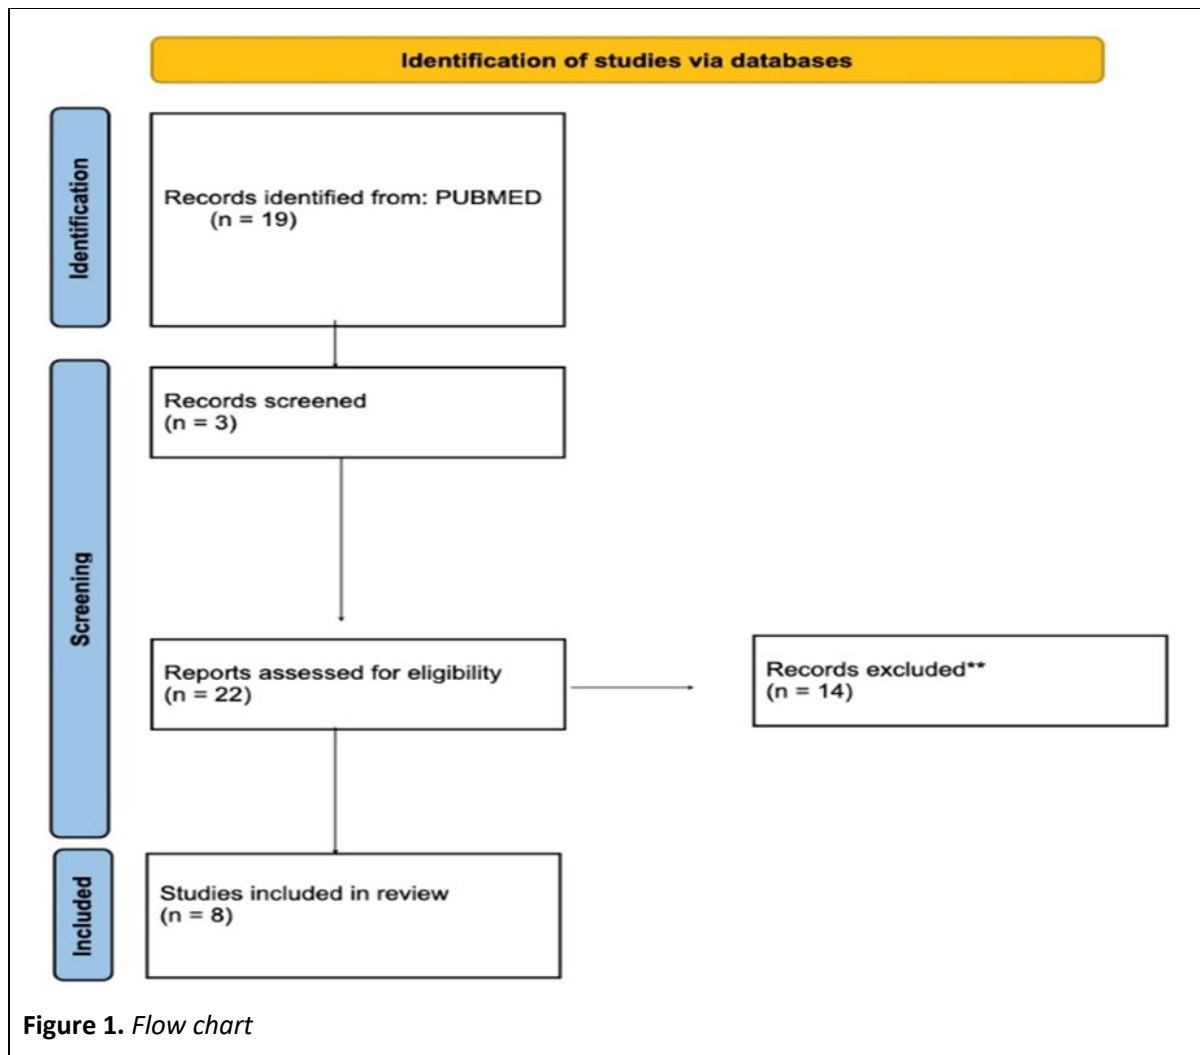 Identification of studies via databases
Identification
Records identified from: PUBMED
(n = 19)
Screening
Records screened
(n = 3)
Reports assessed for eligibility
(n = 22)
Records excluded**
(n = 14)
Included
Studies included in review
(n = 8)
Figure 1. Flow chart